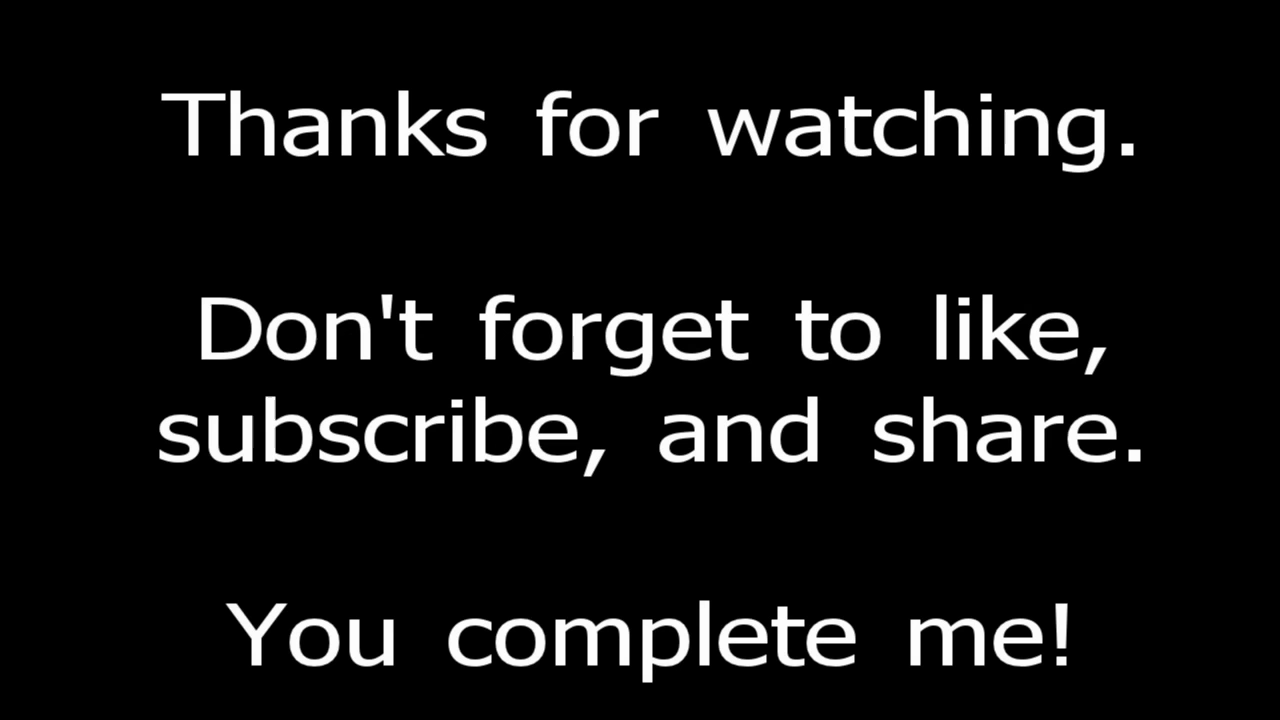 Thanks for watching.
Don't forget to like,
subscribe, and share.
You complete me!